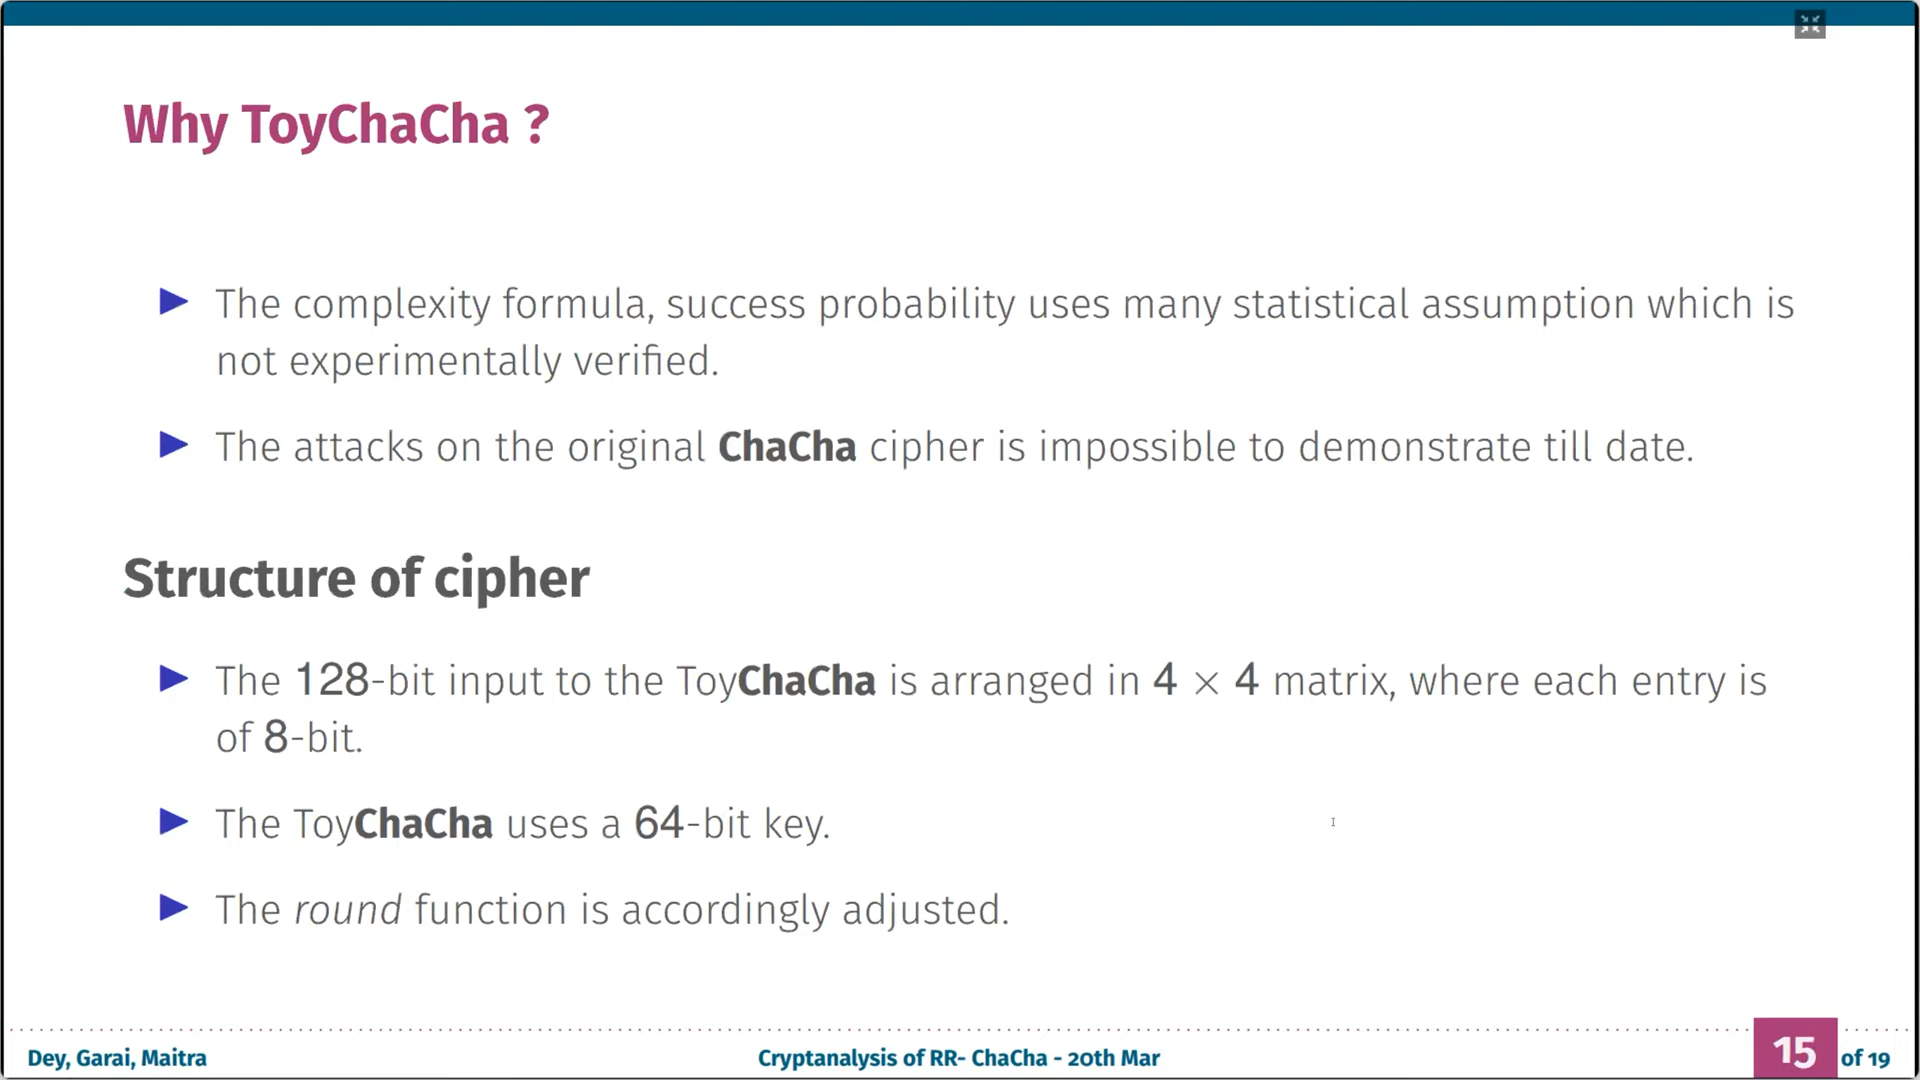 Why ToyChaCha ?
The complexity formula, success probability uses many statistical assumption which is
not experimentally verified.
The attacks on the original ChaCha cipher is impossible to demonstrate till date.
Structure of cipher
The 128-bit input to the ToyChaCha is arranged in 4 × 4 matrix, where each entry is
of 8-bit.
The ToyChaCha uses a 64-bit key.
The round function is accordingly adjusted.
Dey, Garai, Maitra
Cryptanalysis of RR- ChaCha - 20th Mar
15 of 19